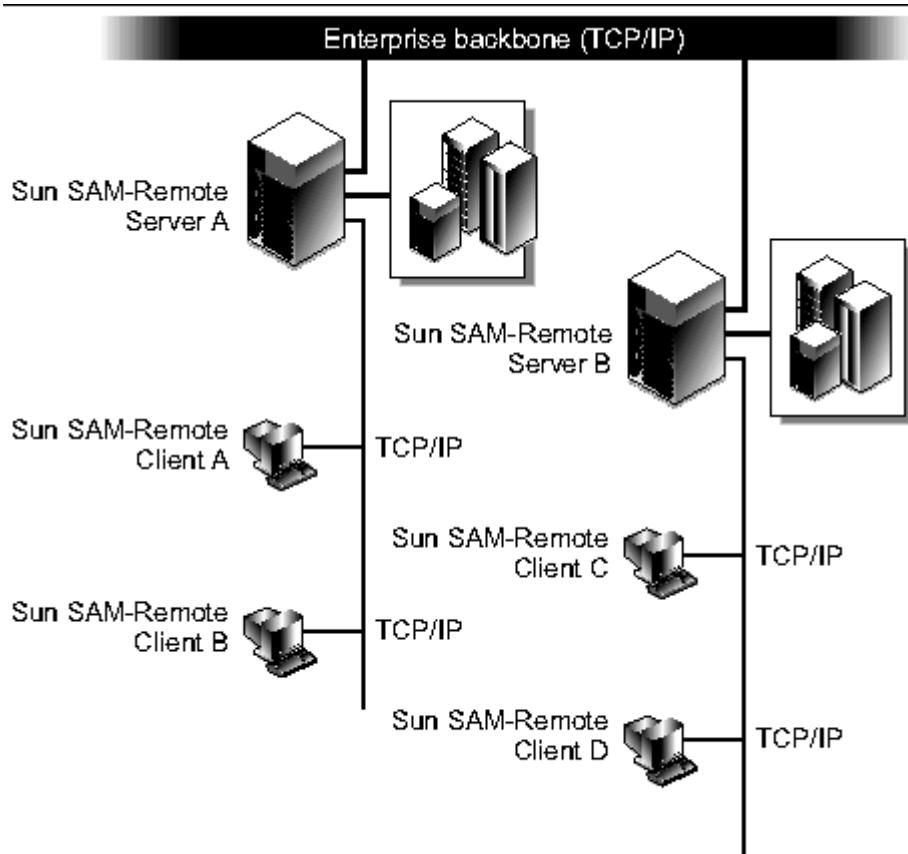 Enterprise backbone (TCP/IP)
Sun SAM-Remote
Server A
Sun SAM-Remote
Server B
Sun SAM-Remote
Client A
TCP/IP
Sun SAM-Remote
Client C
TCP/IP
Sun SAM-Remote
Client B
TCP/IP
Sun SAM-Remote
Client D
TCP/IP